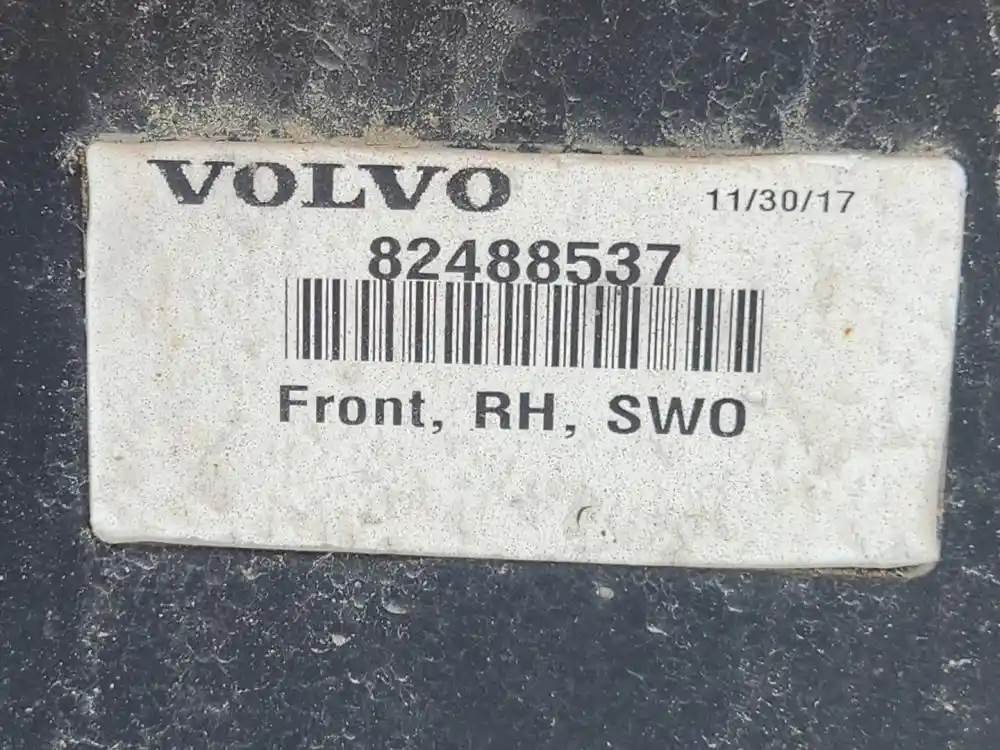 VOLVO 11/30/17
82488537
Front, RH, SWO